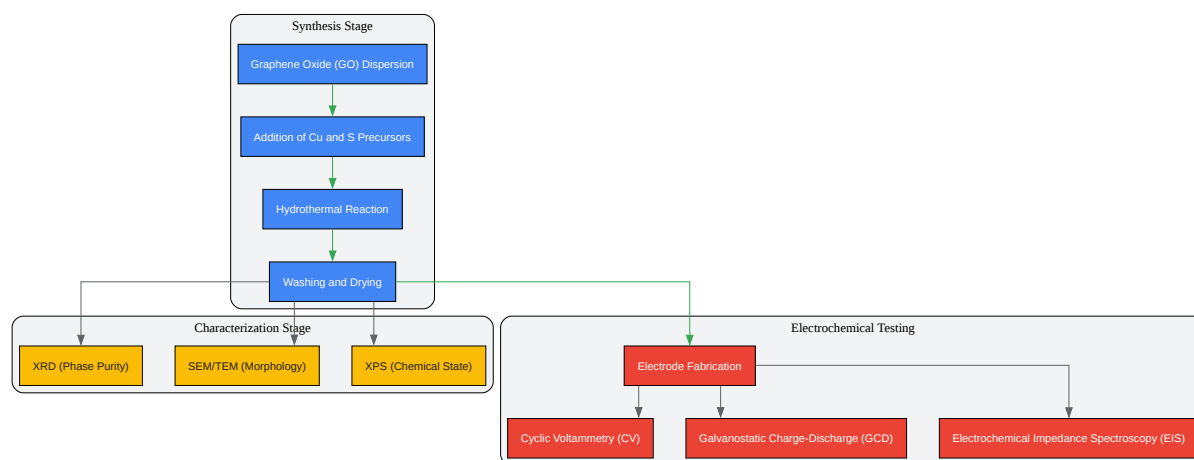 Synthesis Stage
Graphene Oxide (GO) Dispersion
Addition of Cu and S Precursors
Hydrothermal Reaction
Washing and Drying
Characterization Stage
XRD (Phase Purity)
SEM/TEM (Morphology)
XPS (Chemical State)
Electrochemical Testing
Electrode Fabrication
Cyclic Voltammetry (CV)
Galvanostatic Charge-Discharge (GCD)
Electrochemical Impedance Spectroscopy (EIS)